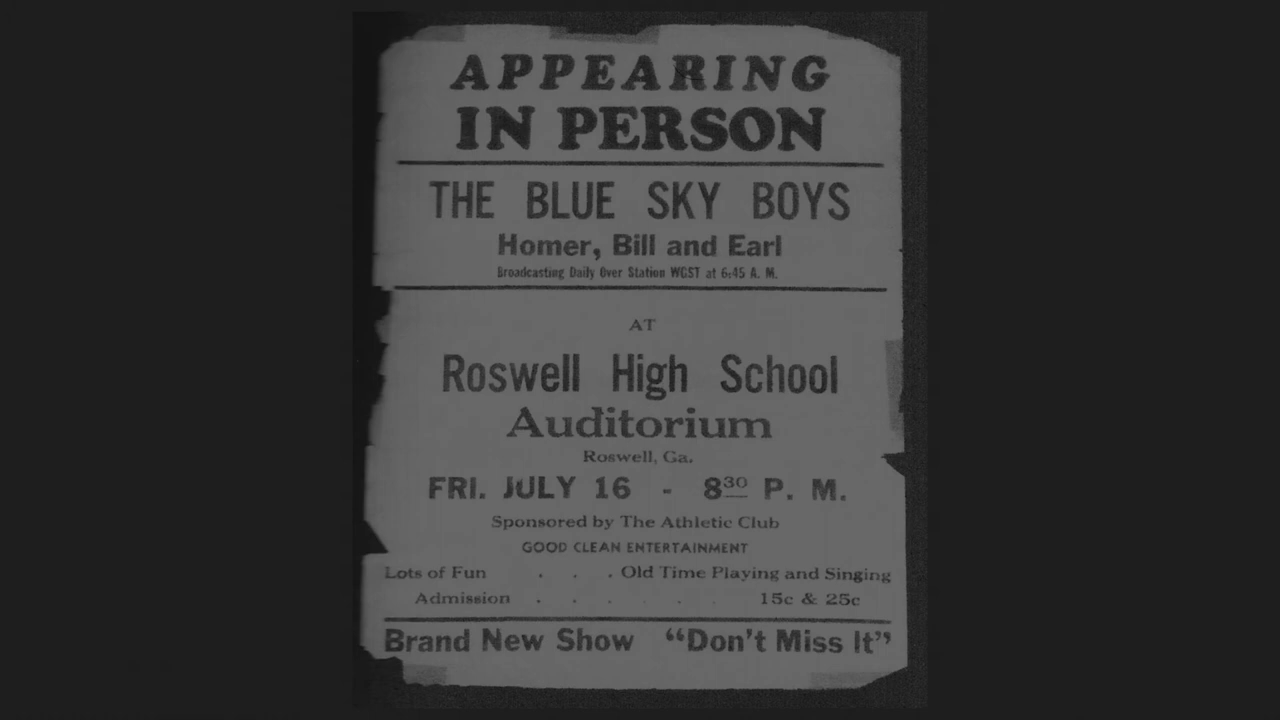 APPEARING
IN PERSON
THE BLUE SKY BOYS
Homer, Bill and Earl
Broadcasting Daily Over Station WGST at 6:45 A. M.
AT
Roswell High School
Auditorium
Roswell, Ga.
FRI. JULY 16 - 8³⁰ P. M.
Sponsored by The Athletic Club
GOOD CLEAN ENTERTAINMENT
Lots of Fun . . . Old Time Playing and Singing
Admission . . . . . . 15c & 25c
Brand New Show "Don't Miss It"